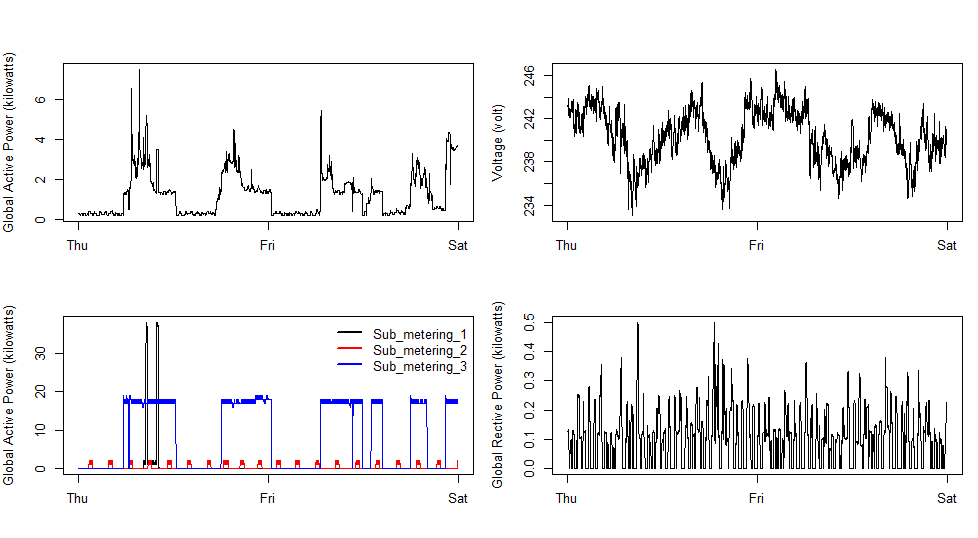 Global Active Power (kilowatts)
6
4
2
0
Thu
Fri
Sat
Voltage (volt)
246
242
238
234
Thu
Fri
Sat
Global Active Power (kilowatts)
30
20
10
0
Sub_metering_1
Sub_metering_2
Sub_metering_3
Thu
Fri
Sat
Global Rective Power (kilowatts)
0.5
0.4
0.3
0.2
0.1
0.0
Thu
Fri
Sat